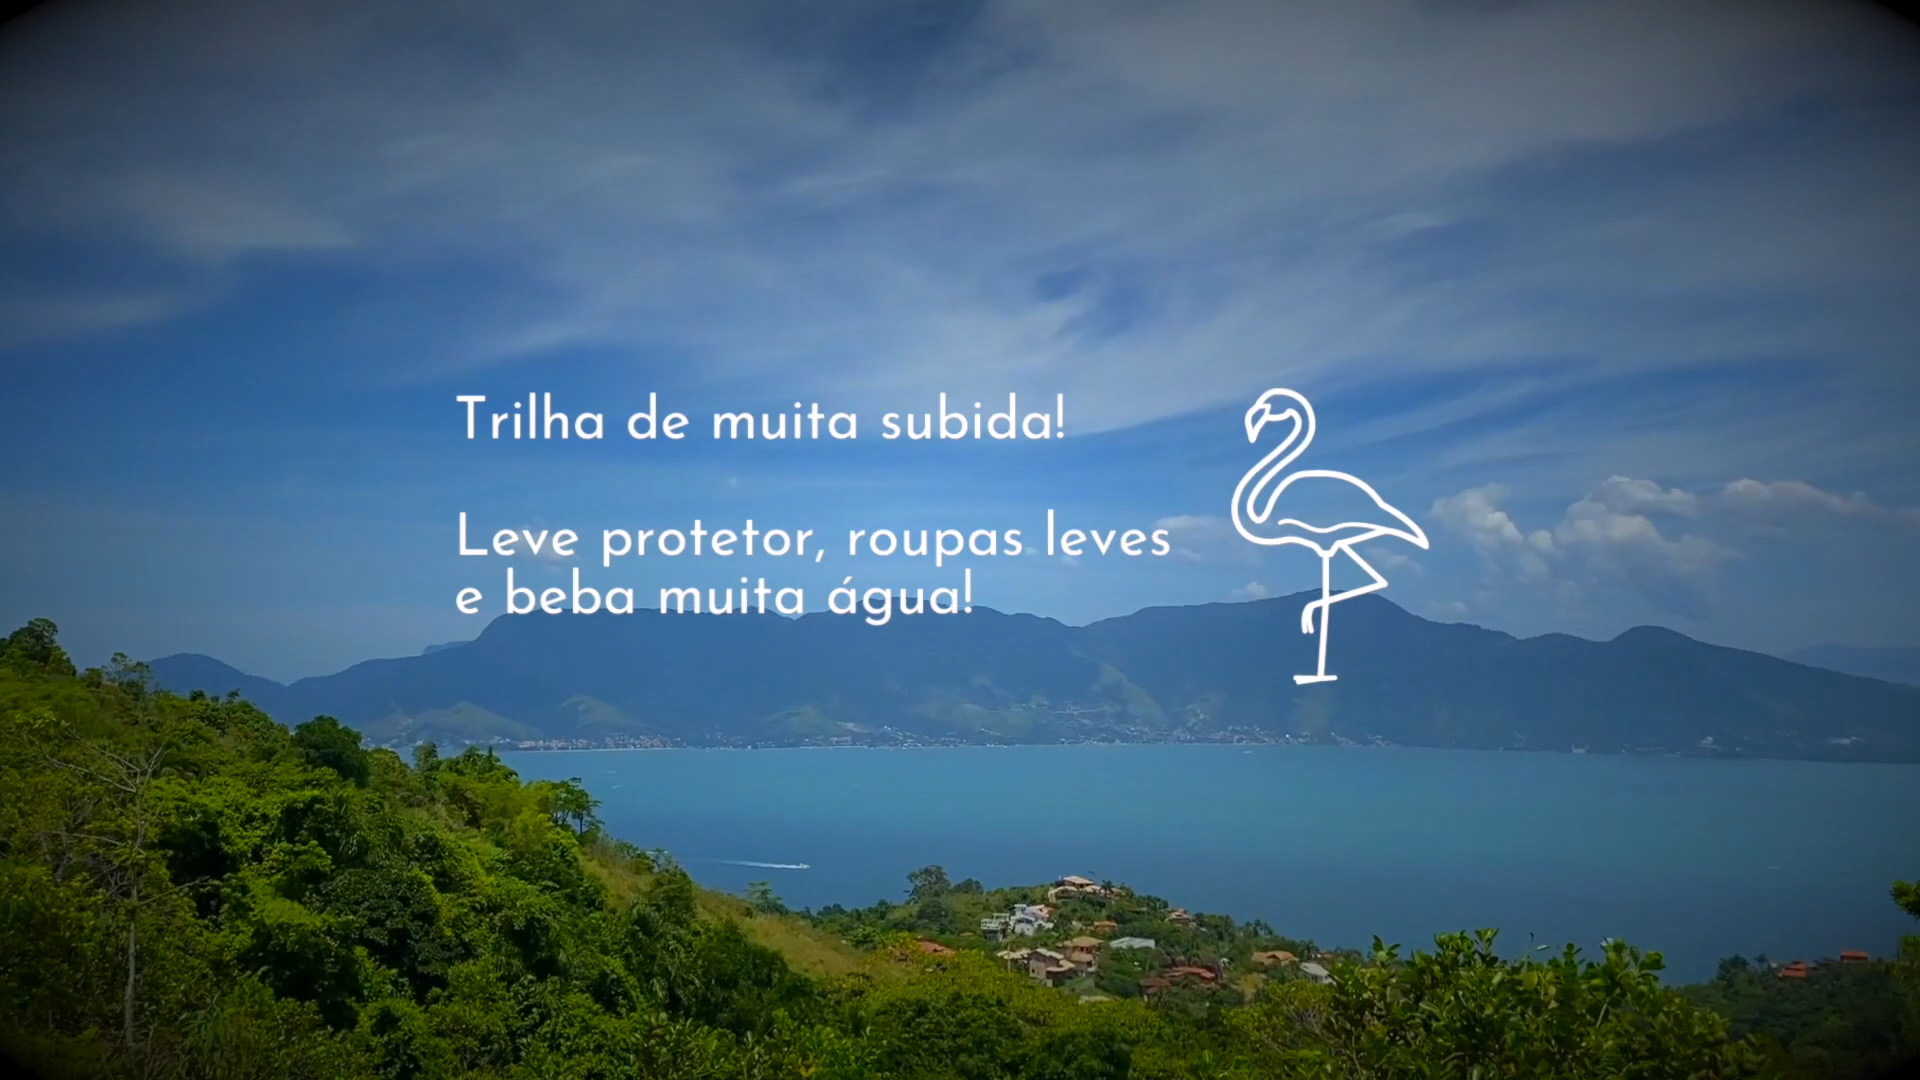 Trilha de muita subida!
Leve protetor, roupas leves
e beba muita água!